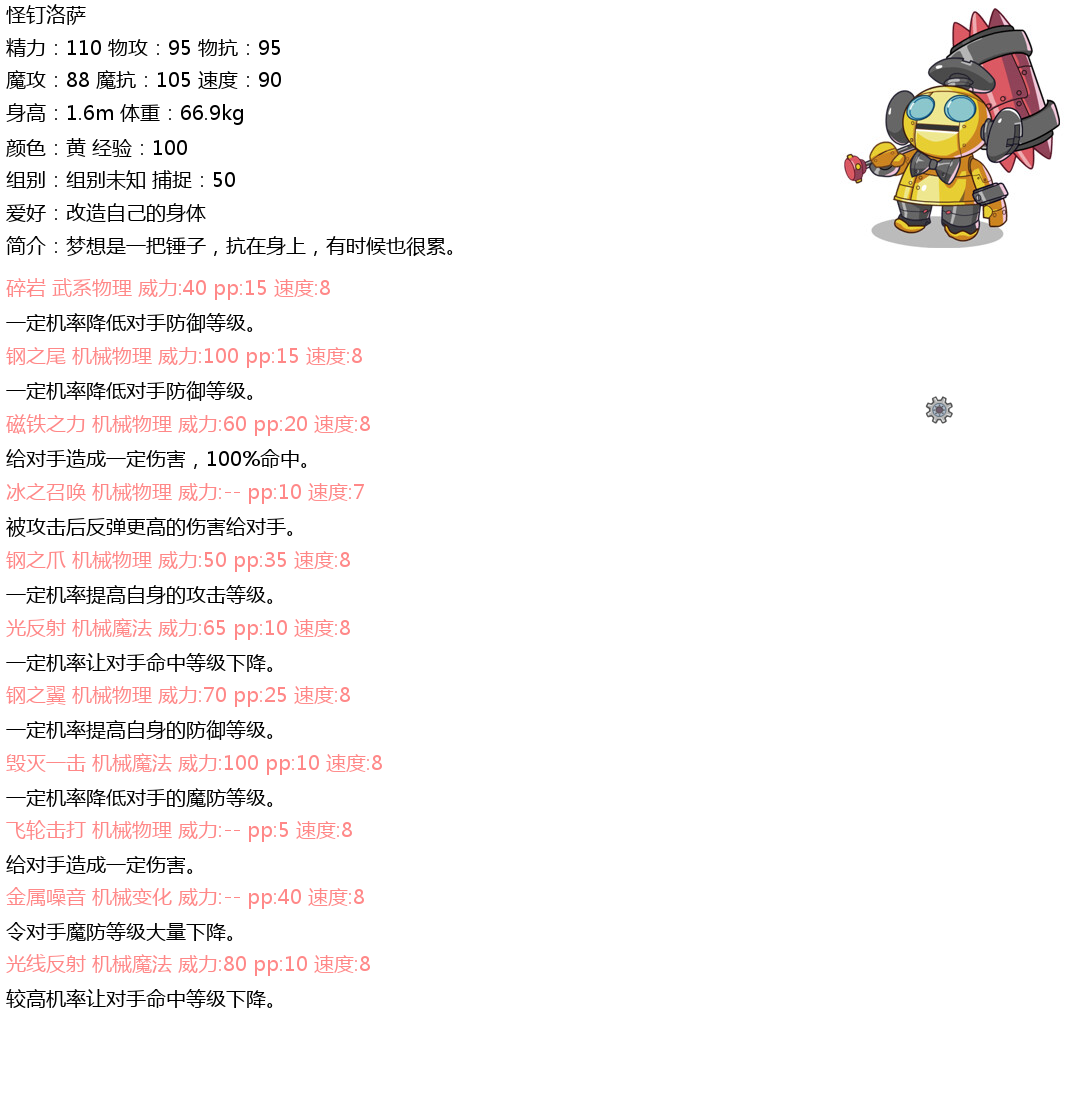 怪钉洛萨
精力：110 物攻：95 物抗：95
魔攻：88 魔抗：105 速度：90
身高：1.6m 体重：66.9kg
颜色：黄 经验：100
组别：组别未知 捕捉：50
爱好：改造自己的身体
简介：梦想是一把锤子，抗在身上，有时候也很累。
碎岩 武系物理 威力:40 pp:15 速度:8
一定机率降低对手防御等级。
钢之尾 机械物理 威力:100 pp:15 速度:8
一定机率降低对手防御等级。
磁铁之力 机械物理 威力:60 pp:20 速度:8
给对手造成一定伤害，100%命中。
冰之召唤 机械物理 威力:-- pp:10 速度:7
被攻击后反弹更高的伤害给对手。
钢之爪 机械物理 威力:50 pp:35 速度:8
一定机率提高自身的攻击等级。
光反射 机械魔法 威力:65 pp:10 速度:8
一定机率让对手命中等级下降。
钢之翼 机械物理 威力:70 pp:25 速度:8
一定机率提高自身的防御等级。
毁灭一击 机械魔法 威力:100 pp:10 速度:8
一定机率降低对手的魔防等级。
飞轮击打 机械物理 威力:-- pp:5 速度:8
给对手造成一定伤害。
金属噪音 机械变化 威力:-- pp:40 速度:8
令对手魔防等级大量下降。
光线反射 机械魔法 威力:80 pp:10 速度:8
较高机率让对手命中等级下降。